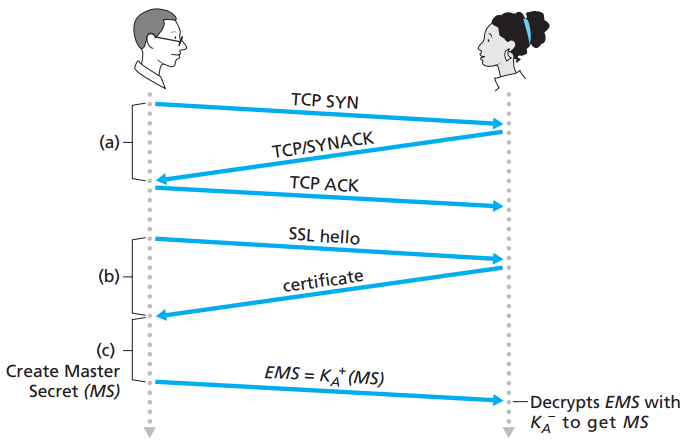 TCP SYN
(a)
TCP/SYNACK
TCP ACK
SSL hello
(b)
certificate
(c)
Create Master
Secret (MS)
EMS = K_A^+(MS)
Decrypts EMS with
K_A^- to get MS